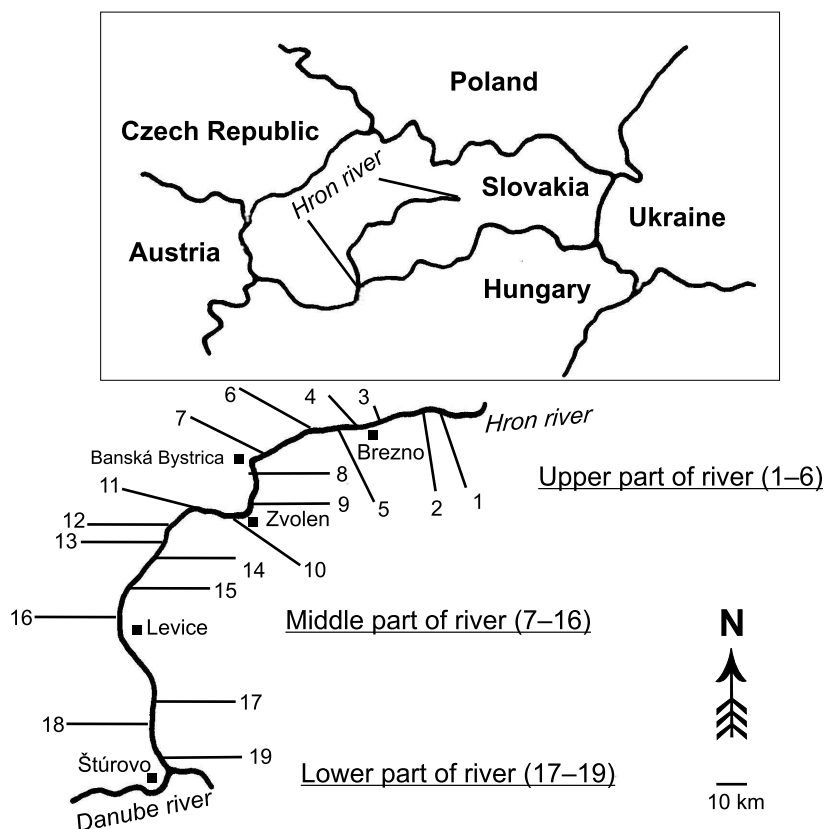 Poland
Czech Republic
Hron river
Slovakia
Ukraine
Austria
Hungary
6
4
3
7
Hron river
Banská Bystrica
Brezno
8
Upper part of river (1–6)
11
9
5
2
1
12
Zvolen
13
14
10
15
16
Levice
Middle part of river (7–16)
N
17
18
19
Štúrovo
Lower part of river (17–19)
10 km
Danube river